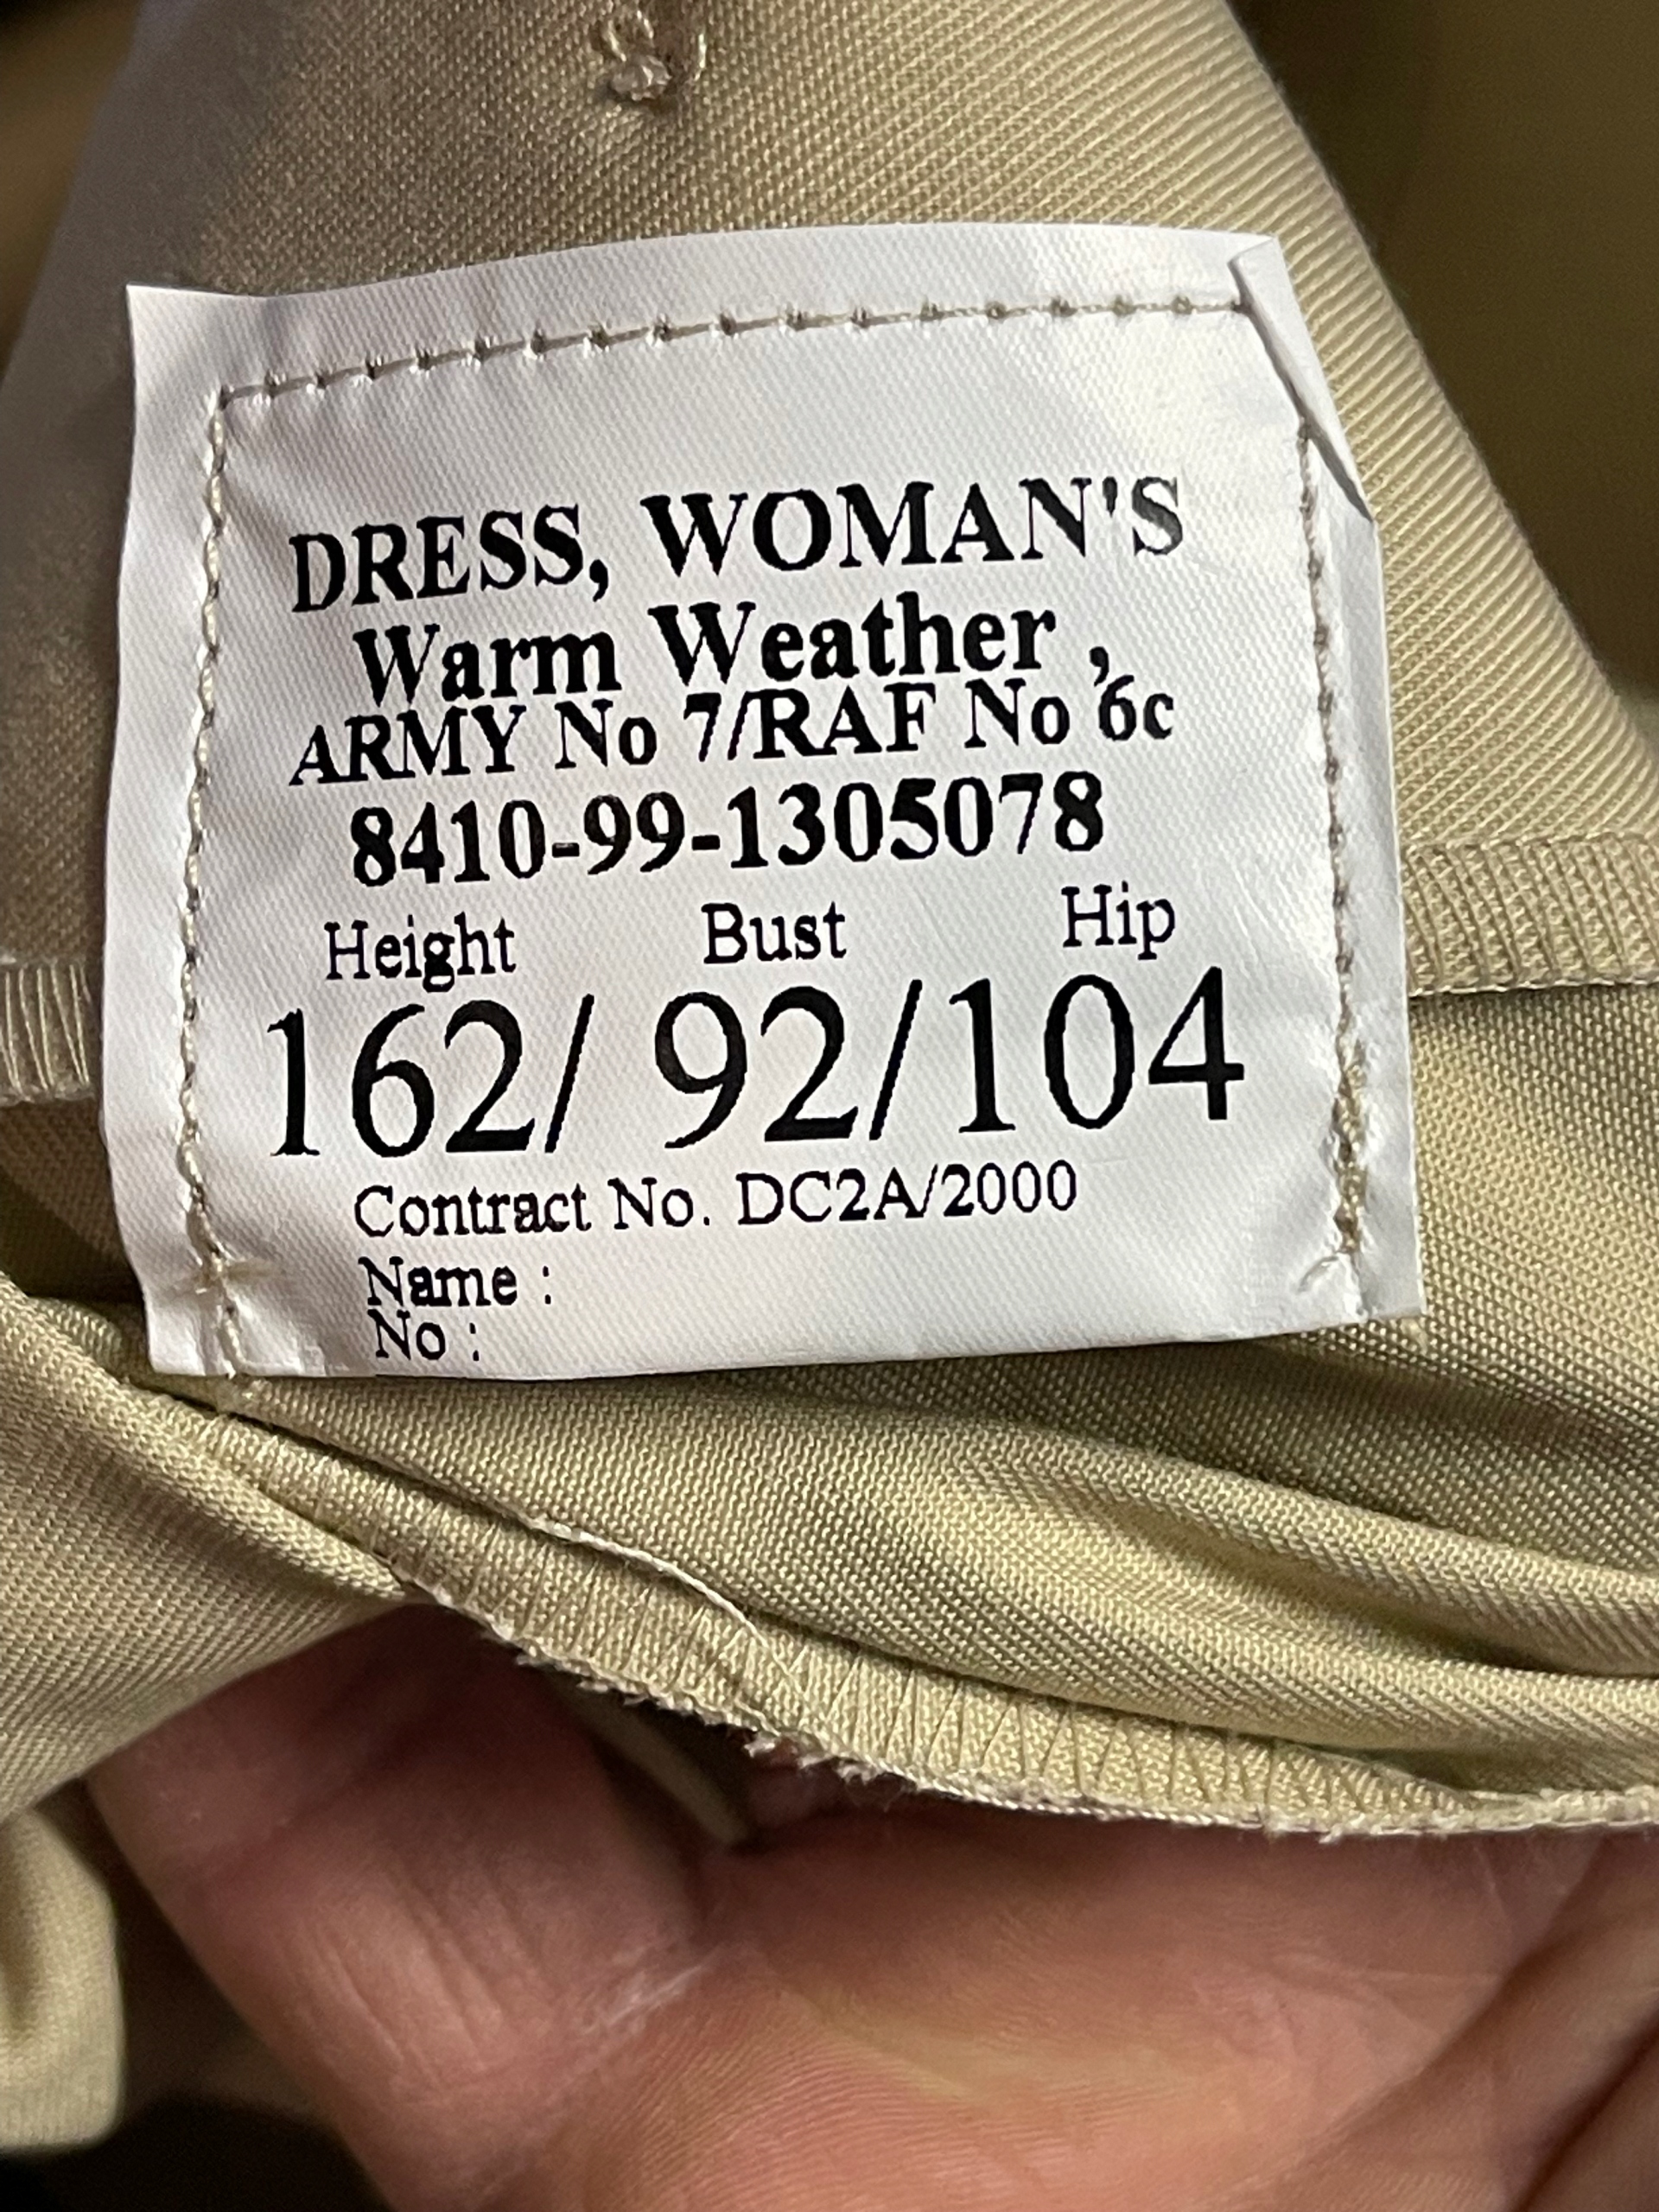 DRESS, WOMAN'S
Warm Weather ,
ARMY No 7/RAF No 6c
8410-99-1305078
Height Bust Hip
162/ 92/104
Contract No. DC2A/2000
Name :
No :